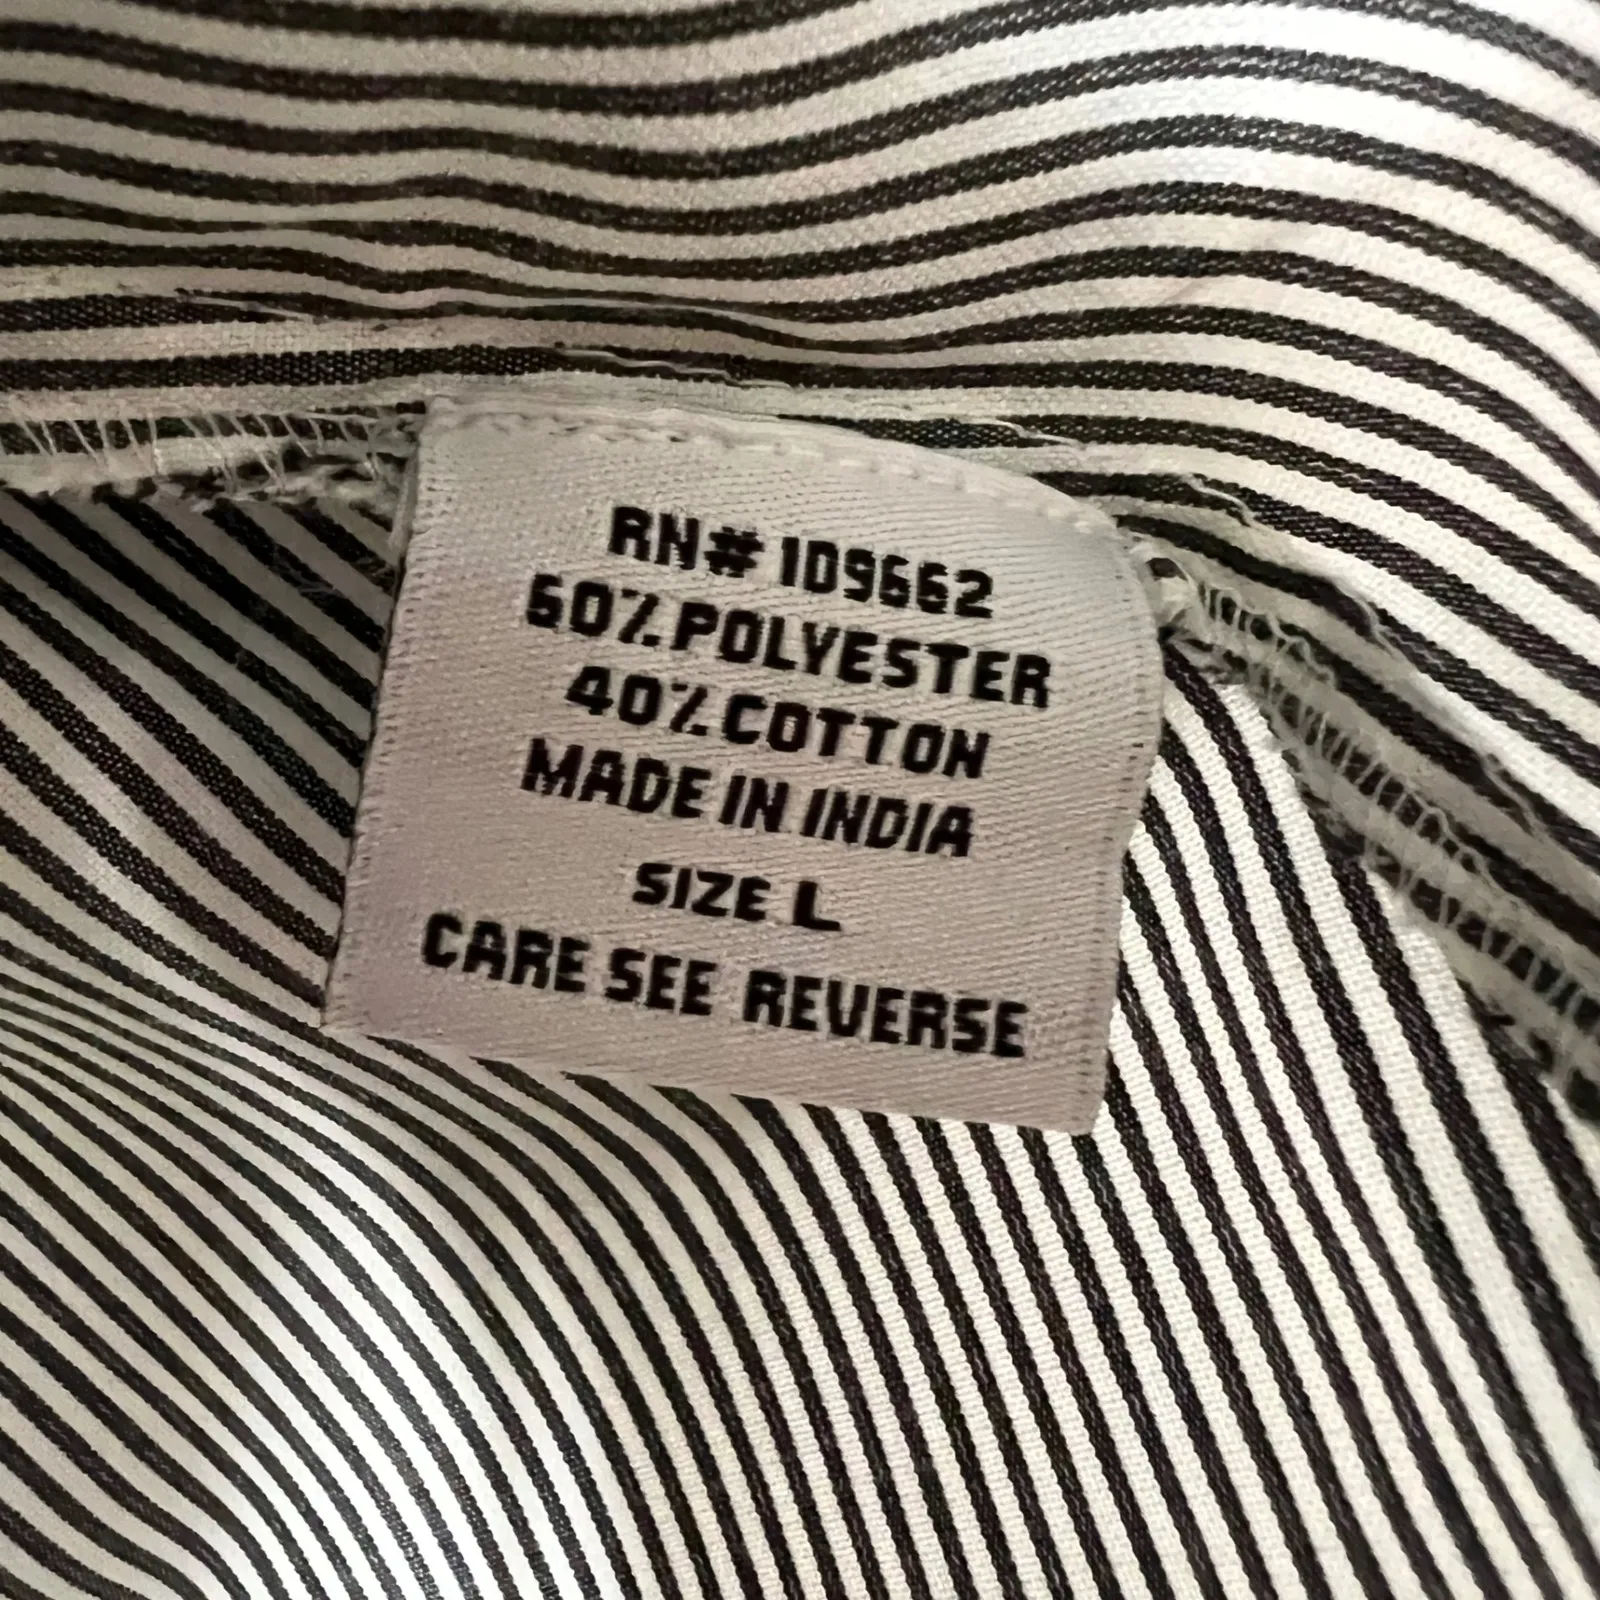 RN# 109662
60% POLYESTER
40% COTTON
MADE IN INDIA
SIZE L
CARE SEE REVERSE